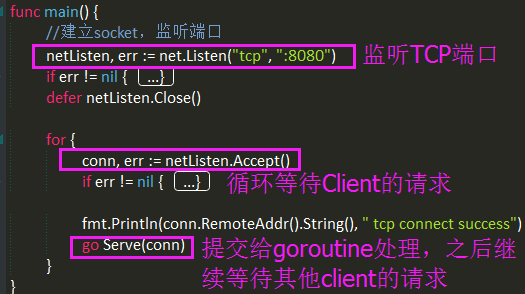 func main() {
//建立socket，监听端口
netListen, err := net.Listen("tcp", ":8080") 监听TCP端口
if err != nil { ...}
defer netListen.Close()
for {
conn, err := netListen.Accept()
if err != nil { ...} 循环等待Client的请求
fmt.Println(conn.RemoteAddr().String(), " tcp connect success")
go Serve(conn) 提交给goroutine处理，之后继
续等待其他client的请求
}
}